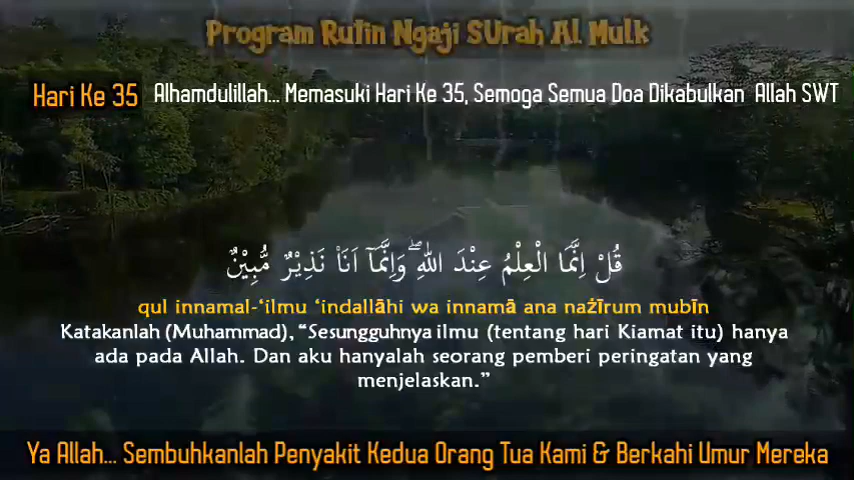 Program Rutin Ngaji SUrah Al Mulk
Hari Ke 35 Alhamdulillah... Memasuki Hari Ke 35, Semoga Semua Doa Dikabulkan Allah SWT
قُلْ اِنَّمَا الْعِلْمُ عِنْدَ اللّٰهِ ۖوَاِنَّمَآ اَنَا۠ نَذِيْرٌ مُّبِيْنٌ
qul innamal-‘ilmu ‘indallāhi wa innamā ana nażīrum mubīn
Katakanlah (Muhammad), “Sesungguhnya ilmu (tentang hari Kiamat itu) hanya
ada pada Allah. Dan aku hanyalah seorang pemberi peringatan yang
menjelaskan.”
Ya Allah... Sembuhkanlah Penyakit Kedua Orang Tua Kami & Berkahi Umur Mereka